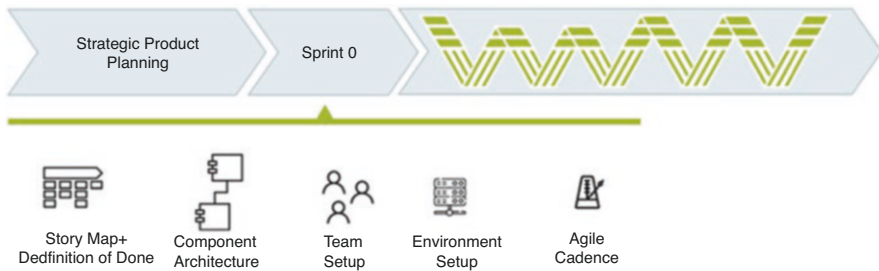 Strategic Product
Planning
Sprint 0
Story Map+
Dedfinition of Done
Component
Architecture
Team
Setup
Environment
Setup
Agile
Cadence